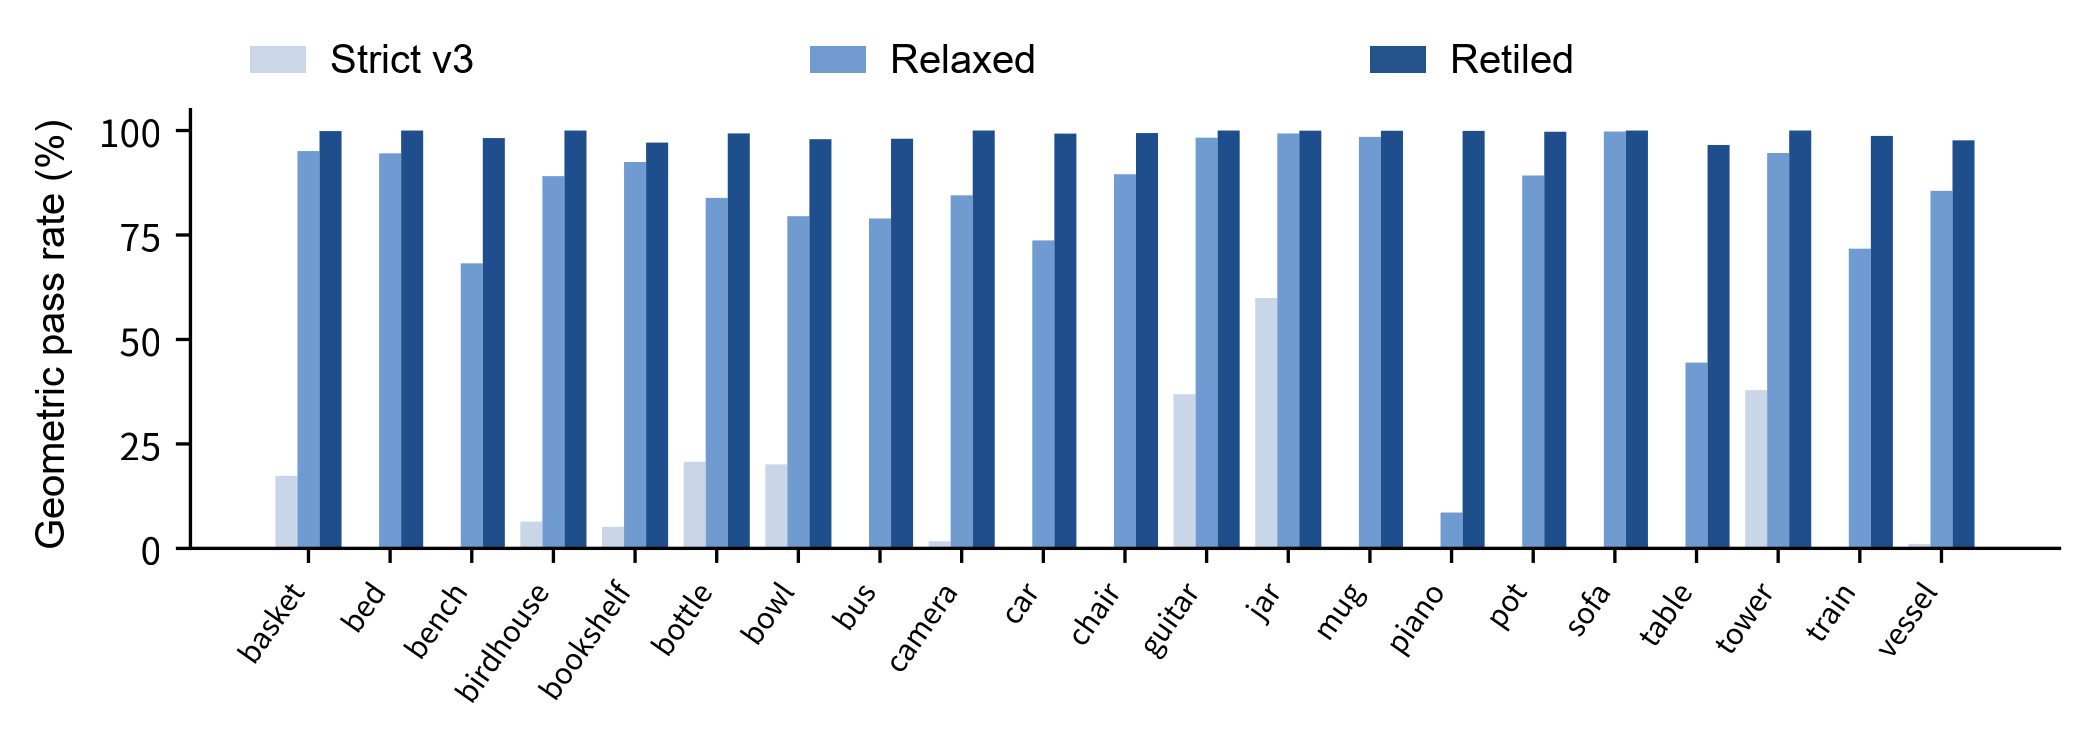 Strict v3 Relaxed Retiled
Geometric pass rate (%)
100
75
50
25
0
basket bed bench birdhouse bookshelf bottle bowl bus camera car chair guitar jar mug piano pot sofa table tower train vessel